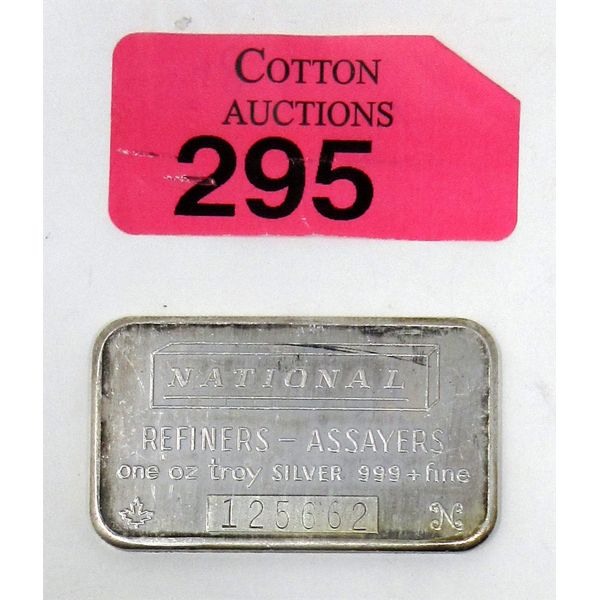 COTTON
AUCTIONS
295
NATIONAL
REFINERS - ASSAYERS
one oz troy SILVER 999+fine
125662
N